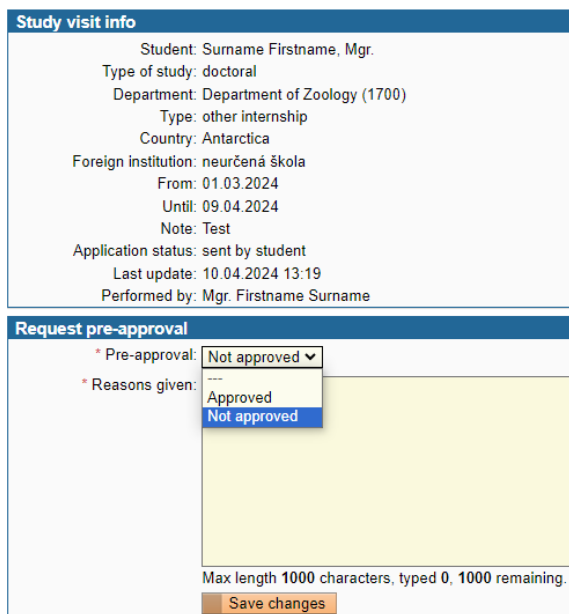 Study visit info
Student: Surname Firstname, Mgr.
Type of study: doctoral
Department: Department of Zoology (1700)
Type: other internship
Country: Antarctica
Foreign institution: neurčená škola
From: 01.03.2024
Until: 09.04.2024
Note: Test
Application status: sent by student
Last update: 10.04.2024 13:19
Performed by: Mgr. Firstname Surname
Request pre-approval
* Pre-approval: Not approved
---
* Reasons given:
Approved
Not approved
Max length 1000 characters, typed 0, 1000 remaining.
Save changes